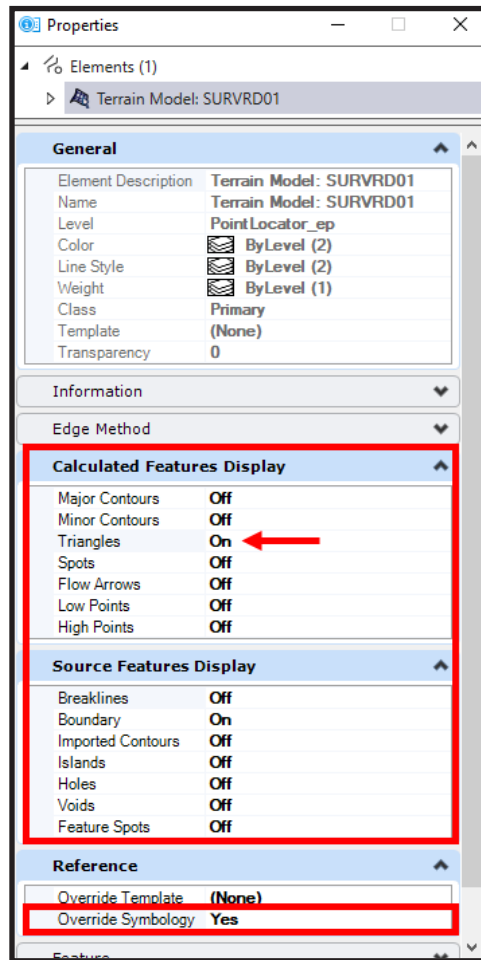 Properties
Elements (1)
Terrain Model: SURVRD01
General
Element Description Terrain Model: SURVRD01
Name Terrain Model: SURVRD01
Level PointLocator_ep
Color ByLevel (2)
Line Style ByLevel (2)
Weight ByLevel (1)
Class Primary
Template (None)
Transparency 0
Information
Edge Method
Calculated Features Display
Major Contours Off
Minor Contours Off
Triangles On
Spots Off
Flow Arrows Off
Low Points Off
High Points Off
Source Features Display
Breaklines Off
Boundary On
Imported Contours Off
Islands Off
Holes Off
Voids Off
Feature Spots Off
Reference
Override Template (None)
Override Symbology Yes
Feature